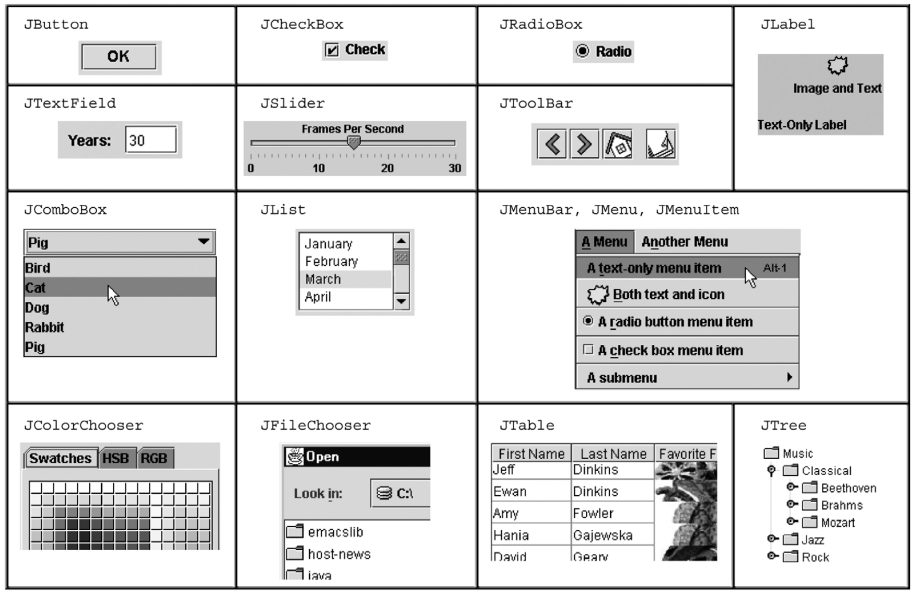 JButton
OK
JCheckBox
Check
JRadioBox
Radio
JLabel
Image and Text
Text-Only Label
JTextField
Years: 30
JSlider
Frames Per Second
0 10 20 30
JToolBar
JComboBox
Pig
Bird
Cat
Dog
Rabbit
Pig
JList
January
February
March
April
JMenuBar, JMenu, JMenuItem
A Menu Another Menu
A text-only menu item Alt-1
Both text and icon
A radio button menu item
A check box menu item
A submenu
JColorChooser
Swatches HSB RGB
JFileChooser
Open
Look in: C:\
emacslib
host-news
java
JTable
First Name Last Name Favorite F
Jeff Dinkins
Ewan Dinkins
Amy Fowler
Hania Gajewska
David Geary
JTree
Music
Classical
Beethoven
Brahms
Mozart
Jazz
Rock